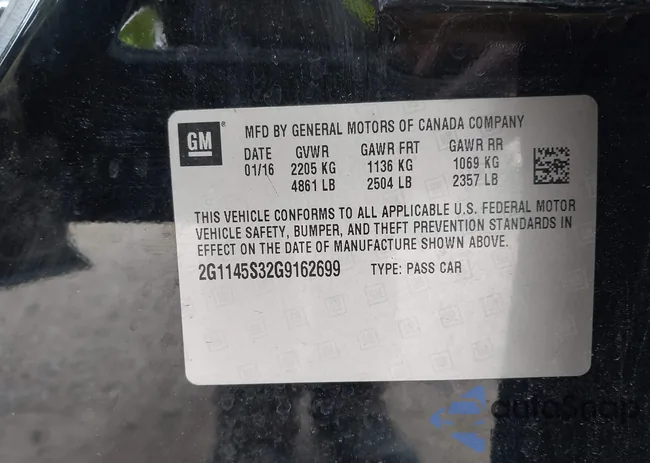 GM
MFD BY GENERAL MOTORS OF CANADA COMPANY
DATE GVWR GAWR FRT GAWR RR
01/16 2205 KG 1136 KG 1069 KG
4861 LB 2504 LB 2357 LB
THIS VEHICLE CONFORMS TO ALL APPLICABLE U.S. FEDERAL MOTOR
VEHICLE SAFETY, BUMPER, AND THEFT PREVENTION STANDARDS IN
EFFECT ON THE DATE OF MANUFACTURE SHOWN ABOVE.
2G1145S32G9162699 TYPE: PASS CAR
autoSnap